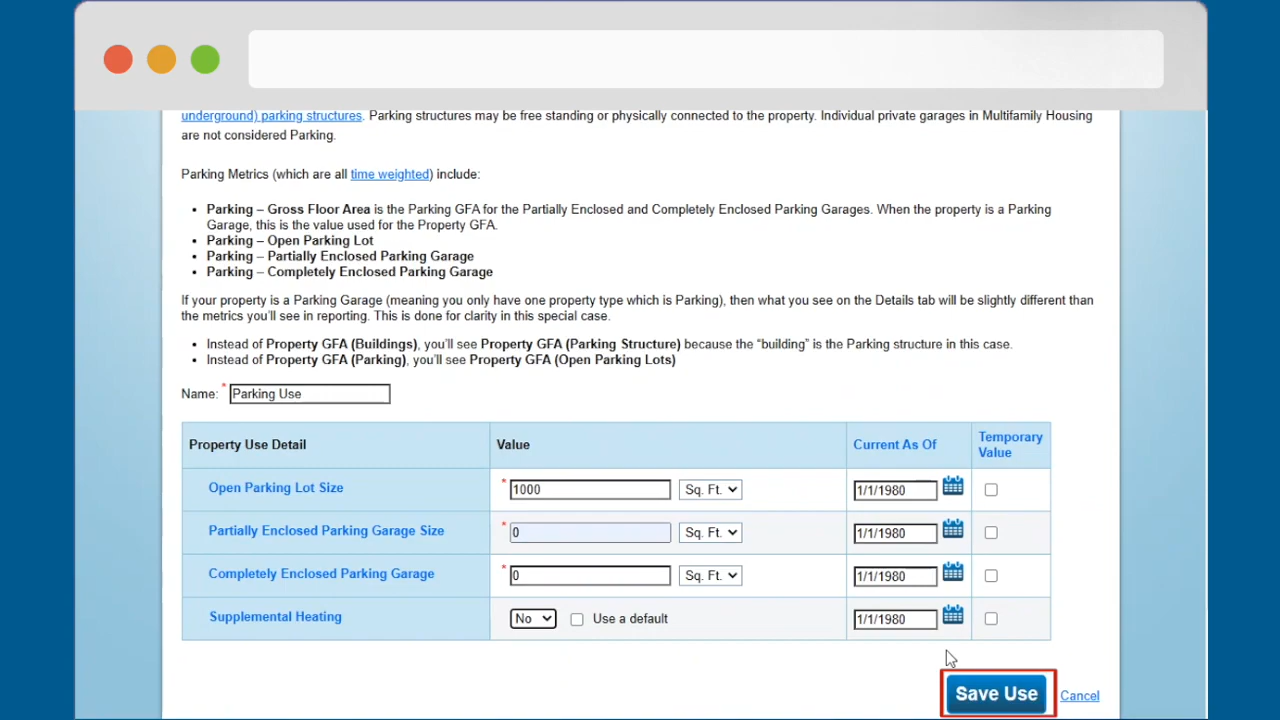 underground) parking structures. Parking structures may be free standing or physically connected to the property. Individual private garages in Multifamily Housing
are not considered Parking.
Parking Metrics (which are all time weighted) include:
• Parking – Gross Floor Area is the Parking GFA for the Partially Enclosed and Completely Enclosed Parking Garages. When the property is a Parking
Garage, this is the value used for the Property GFA.
• Parking – Open Parking Lot
• Parking – Partially Enclosed Parking Garage
• Parking – Completely Enclosed Parking Garage
If your property is a Parking Garage (meaning you only have one property type which is Parking), then what you see on the Details tab will be slightly different than
the metrics you'll see in reporting. This is done for clarity in this special case.
• Instead of Property GFA (Buildings), you'll see Property GFA (Parking Structure) because the "building" is the Parking structure in this case.
• Instead of Property GFA (Parking), you'll see Property GFA (Open Parking Lots)
Name: * Parking Use
Property Use Detail Value Current As Of Temporary Value
Open Parking Lot Size * 1000 Sq. Ft. 1/1/1980
Partially Enclosed Parking Garage Size * 0 Sq. Ft. 1/1/1980
Completely Enclosed Parking Garage * 0 Sq. Ft. 1/1/1980
Supplemental Heating No Use a default 1/1/1980
Save Use Cancel